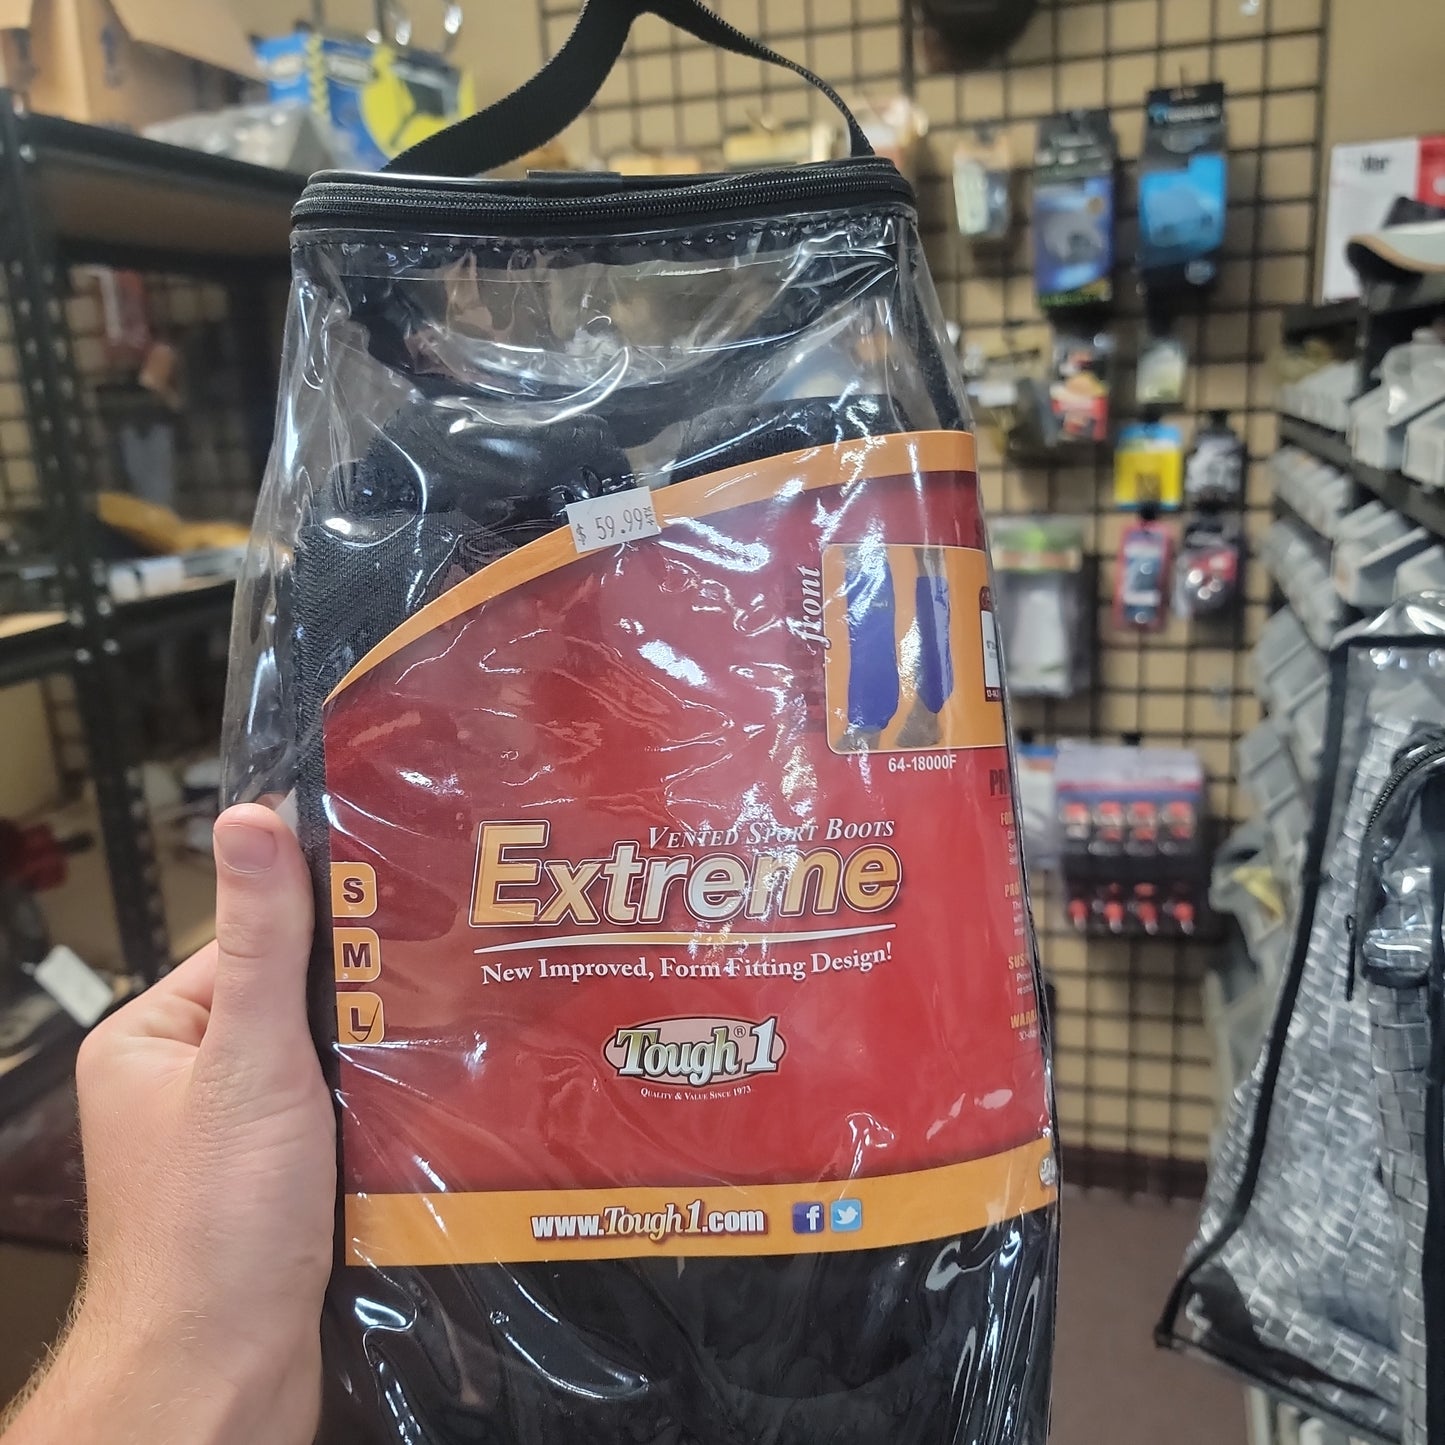 $ 59.99
front
64-18000F
VENTED SPORT BOOTS
Extreme
New Improved, Form Fitting Design!
S
M
L
Tough®1
QUALITY & VALUE SINCE 1973
www.Tough1.com